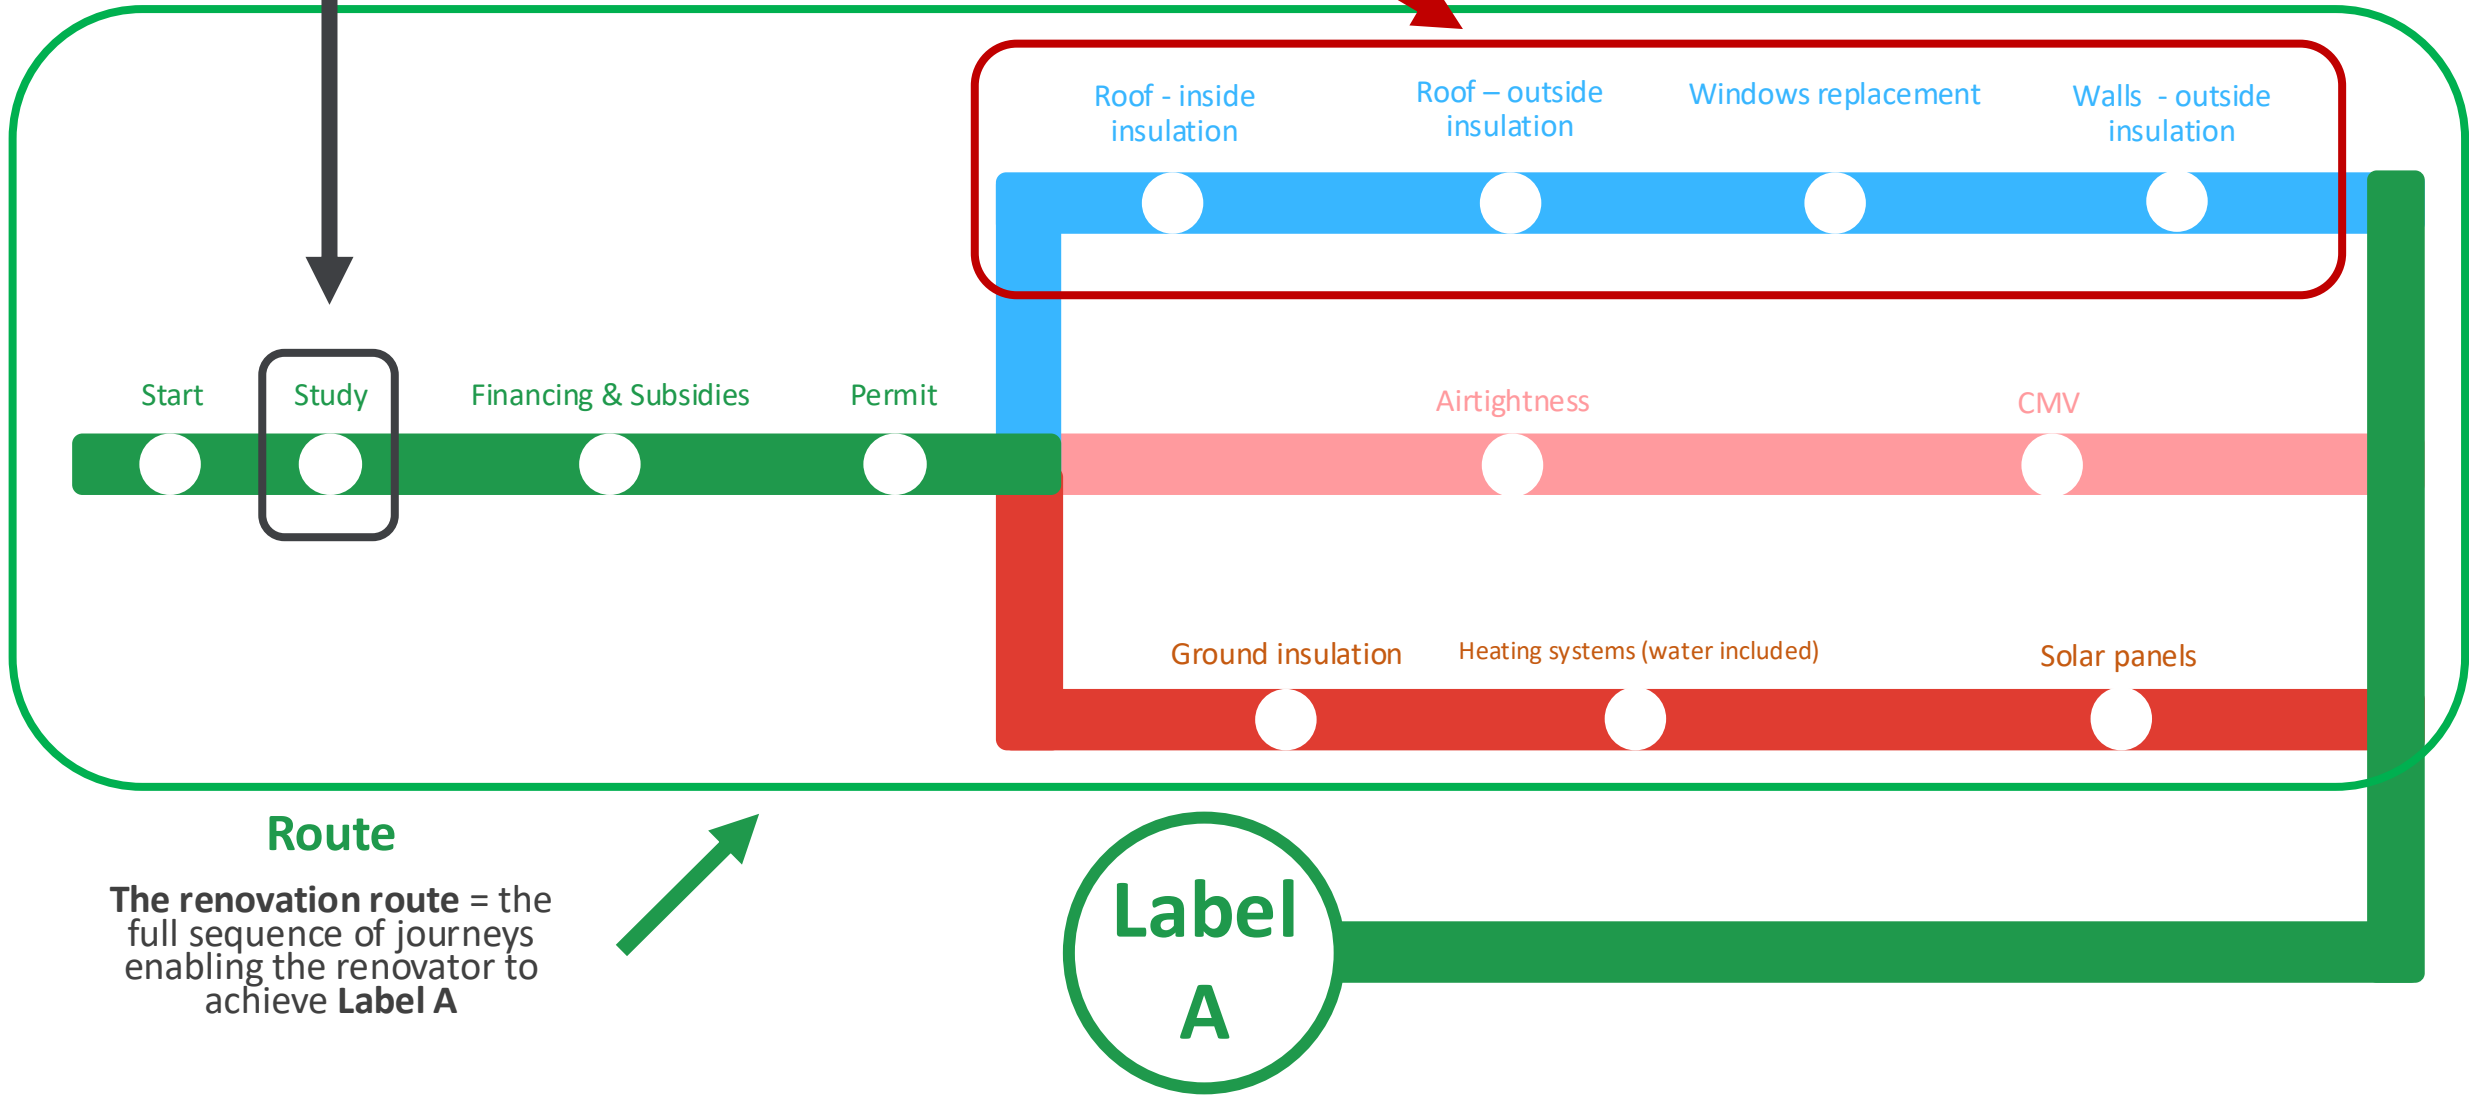 Roof - inside
insulation
Roof – outside
insulation
Windows replacement
Walls  - outside
insulation
Start
Study
Financing & Subsidies
Permit
Airtightness
CMV
Ground insulation
Heating systems (water included)
Solar panels
Route
The renovation route = the
full sequence of journeys
enabling the renovator to
achieve Label A
Label
A